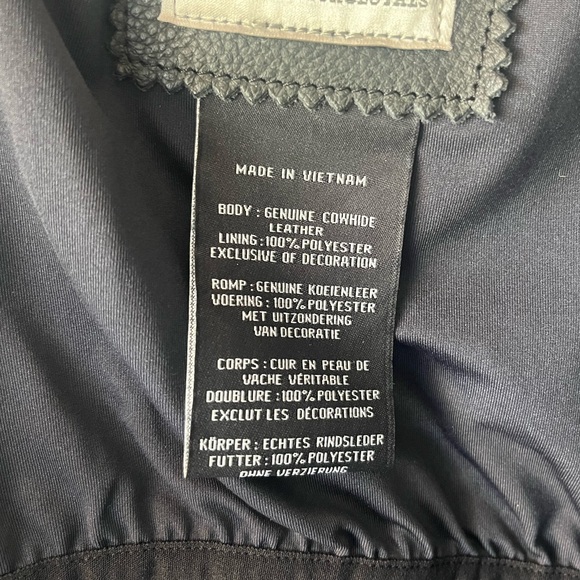 MADE IN VIETNAM
BODY : GENUINE COWHIDE
LEATHER
LINING : 100% POLYESTER
EXCLUSIVE OF DECORATION
ROMP : GENUINE KOEIENLEER
VOERING : 100% POLYESTER
MET UITZONDERING
VAN DECORATIE
CORPS : CUIR EN PEAU DE
VACHE VÉRITABLE
DOUBLURE : 100% POLYESTER
EXCLUT LES DÉCORATIONS
KÖRPER : ECHTES RINDSLEDER
FUTTER : 100% POLYESTER
OHNE VERZIERUNG